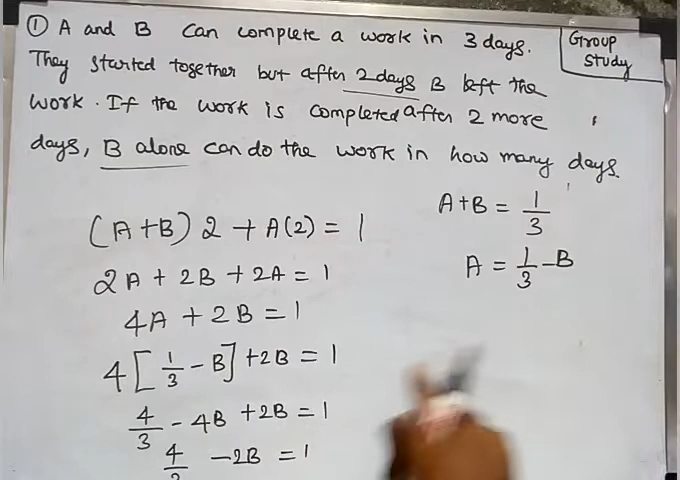 ① A and B can complete a work in 3 days.
Group
Study
They started together but after 2 days B left the
work. If the work is completed after 2 more
days, B alone can do the work in how many days.
A+B = 1/3
A = 1/3 - B
(A+B) 2 + A(2) = 1
2A + 2B + 2A = 1
4A + 2B = 1
4[1/3 - B] + 2B = 1
4/3 - 4B + 2B = 1
4/3 - 2B = 1